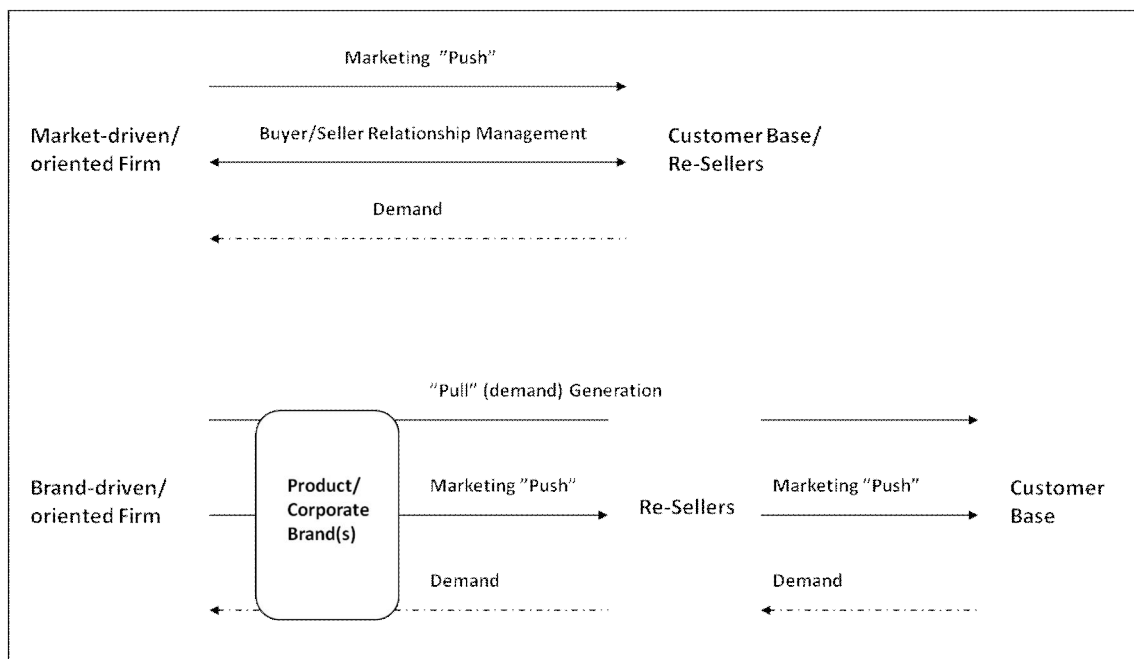 Marketing ”Push”
Market-driven/
oriented Firm
Buyer/Seller Relationship Management
Customer Base/
Re-Sellers
Demand
”Pull” (demand) Generation
Brand-driven/
oriented Firm
Product/
Corporate
Brand(s)
Marketing ”Push”
Re-Sellers
Marketing ”Push”
Customer
Base
Demand
Demand